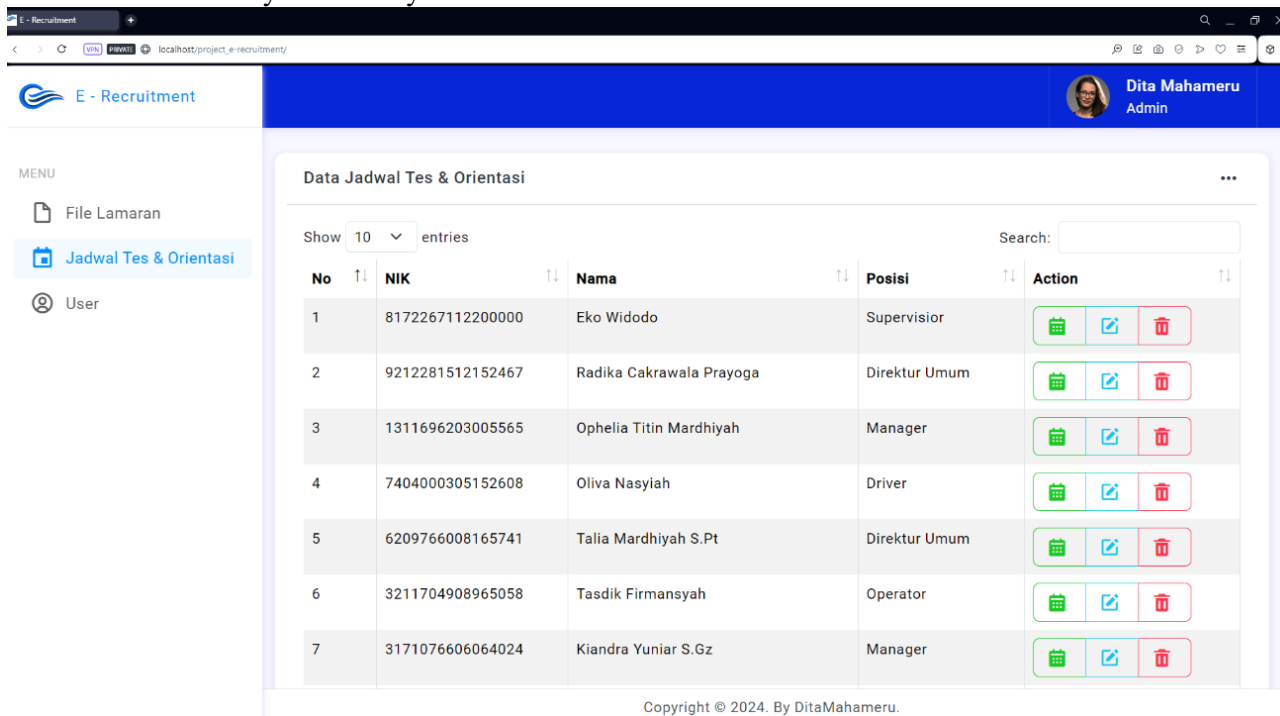 E - Recruitment
VPN PRIVATE localhost/project_e-recruitment/
E - Recruitment
Dita Mahameru
Admin
MENU
File Lamaran
Jadwal Tes & Orientasi
User
Data Jadwal Tes & Orientasi
Show 10 entries Search:
No NIK Nama Posisi Action
1 8172267112200000 Eko Widodo Supervisior
2 9212281512152467 Radika Cakrawala Prayoga Direktur Umum
3 1311696203005565 Ophelia Titin Mardhiyah Manager
4 7404000305152608 Oliva Nasyiah Driver
5 6209766008165741 Talia Mardhiyah S.Pt Direktur Umum
6 3211704908965058 Tasdik Firmansyah Operator
7 3171076606064024 Kiandra Yuniar S.Gz Manager
Copyright © 2024. By DitaMahameru.